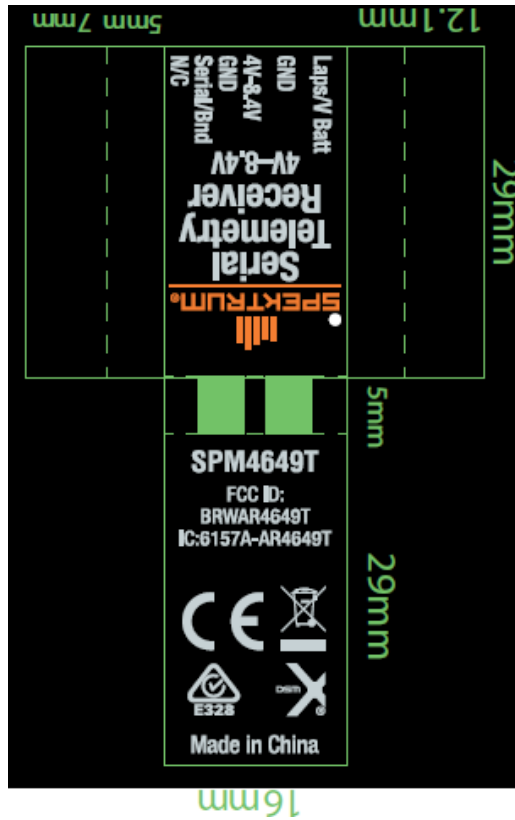 12.1mm
5mm 7mm
29mm
SPEKTRUM®
Serial
Telemetry
Receiver
4V–8.4V
Laps/V Batt
GND
4V-8.4V
GND
Serial/Bnd
N/C
5mm
SPM4649T
FCC ID:
BRWAR4649T
IC:6157A-AR4649T
29mm
CE
E328
DSM X®
Made in China
16mm